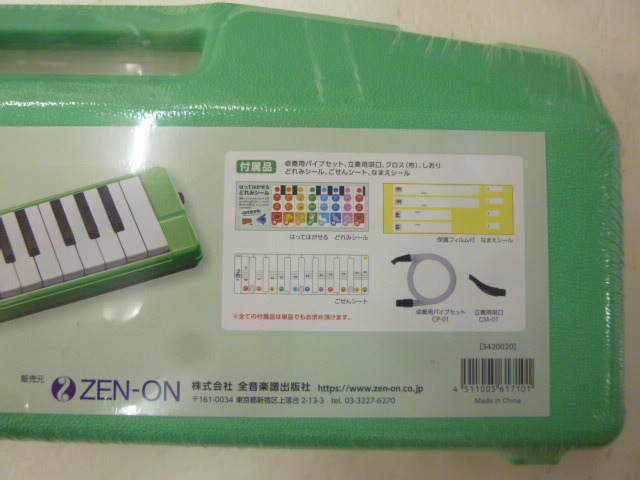 付属品
卓奏用パイプセット、立奏用唄口、クロス(布)、しおり
どれみシール、ごせんシート、なまえシール
はってはがせる
どれみシール
はってはがせる どれみシール
保護フィルム付 なまえシール
ごせんシート
卓奏用パイプセット
CP-01
立奏用唄口
CM-01
※全ての付属品は単品でもお求め頂けます。
[3420020]
販売元
ZEN-ON
株式会社 全音楽譜出版社 https://www.zen-on.co.jp
〒161-0034 東京都新宿区上落合 2-13-3 tel. 03-3227-6270
4 511005 617101
Made in China